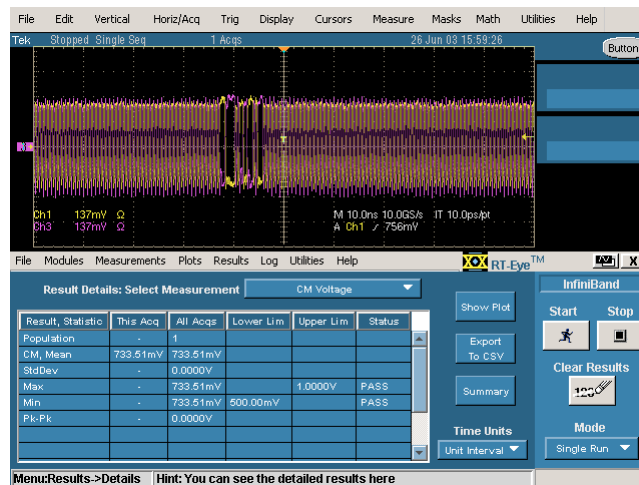 File Edit Vertical Horiz/Acq Trig Display Cursors Measure Masks Math Utilities Help
Tek Stopped Single Seq 1 Acqs 26 Jun 03 15:59:26
Button
Ch1 137mV Ω M 10.0ns 10.0GS/s IT 10.0ps/pt
Ch3 137mV Ω A Ch1 / 756mV
File Modules Measurements Plots Results Log Utilities Help RT-Eye™ X
Result Details: Select Measurement CM Voltage
InfiniBand
Result, Statistic This Acq All Acqs Lower Lim Upper Lim Status
Population - 1
CM, Mean 733.51mV 733.51mV
StdDev - 0.0000V
Max - 733.51mV 1.0000V PASS
Min - 733.51mV 500.00mV PASS
Pk-Pk - 0.0000V
Show Plot
Export
To CSV
Summary
Time Units
Unit Interval
Start Stop
Clear Results
123
Mode
Single Run
Menu:Results->Details Hint: You can see the detailed results here